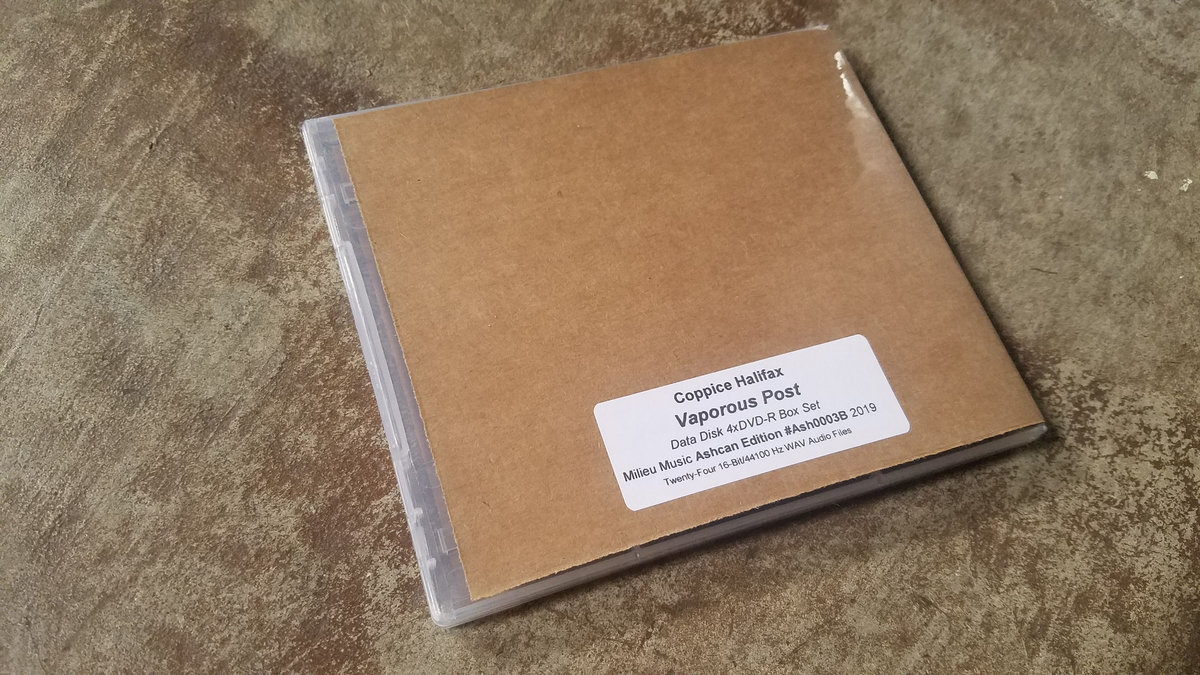 Coppice Halifax
Vaporous Post
Data Disk 4xDVD-R Box Set
Milieu Music Ashcan Edition #Ash0003B 2019
Twenty-Four 16-Bit/44100 Hz WAV Audio Files